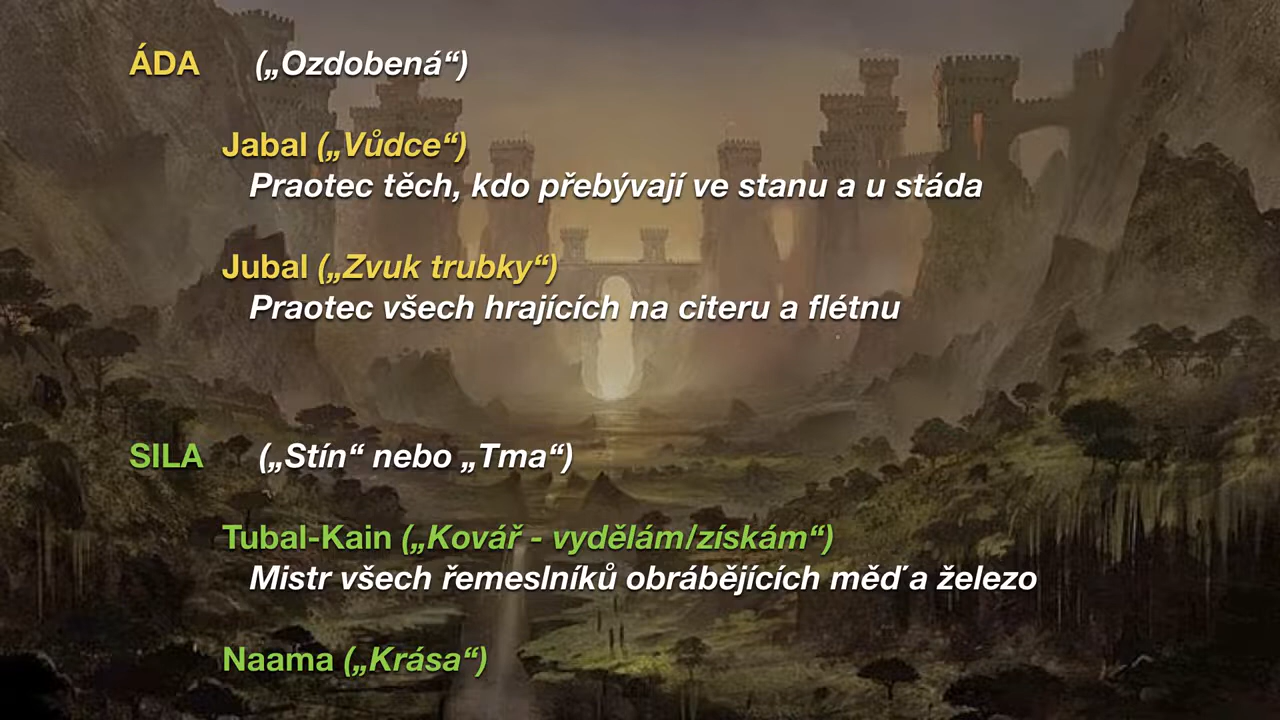 ÁDA („Ozdobená“)
Jabal („Vůdce“)
Praotec těch, kdo přebývají ve stanu a u stáda
Jubal („Zvuk trubky“)
Praotec všech hrajících na citeru a flétnu
SILA („Stín“ nebo „Tma“)
Tubal-Kain („Kovář - vydělám/získám“)
Mistr všech řemeslníků obrábějících měď a železo
Naama („Krása“)